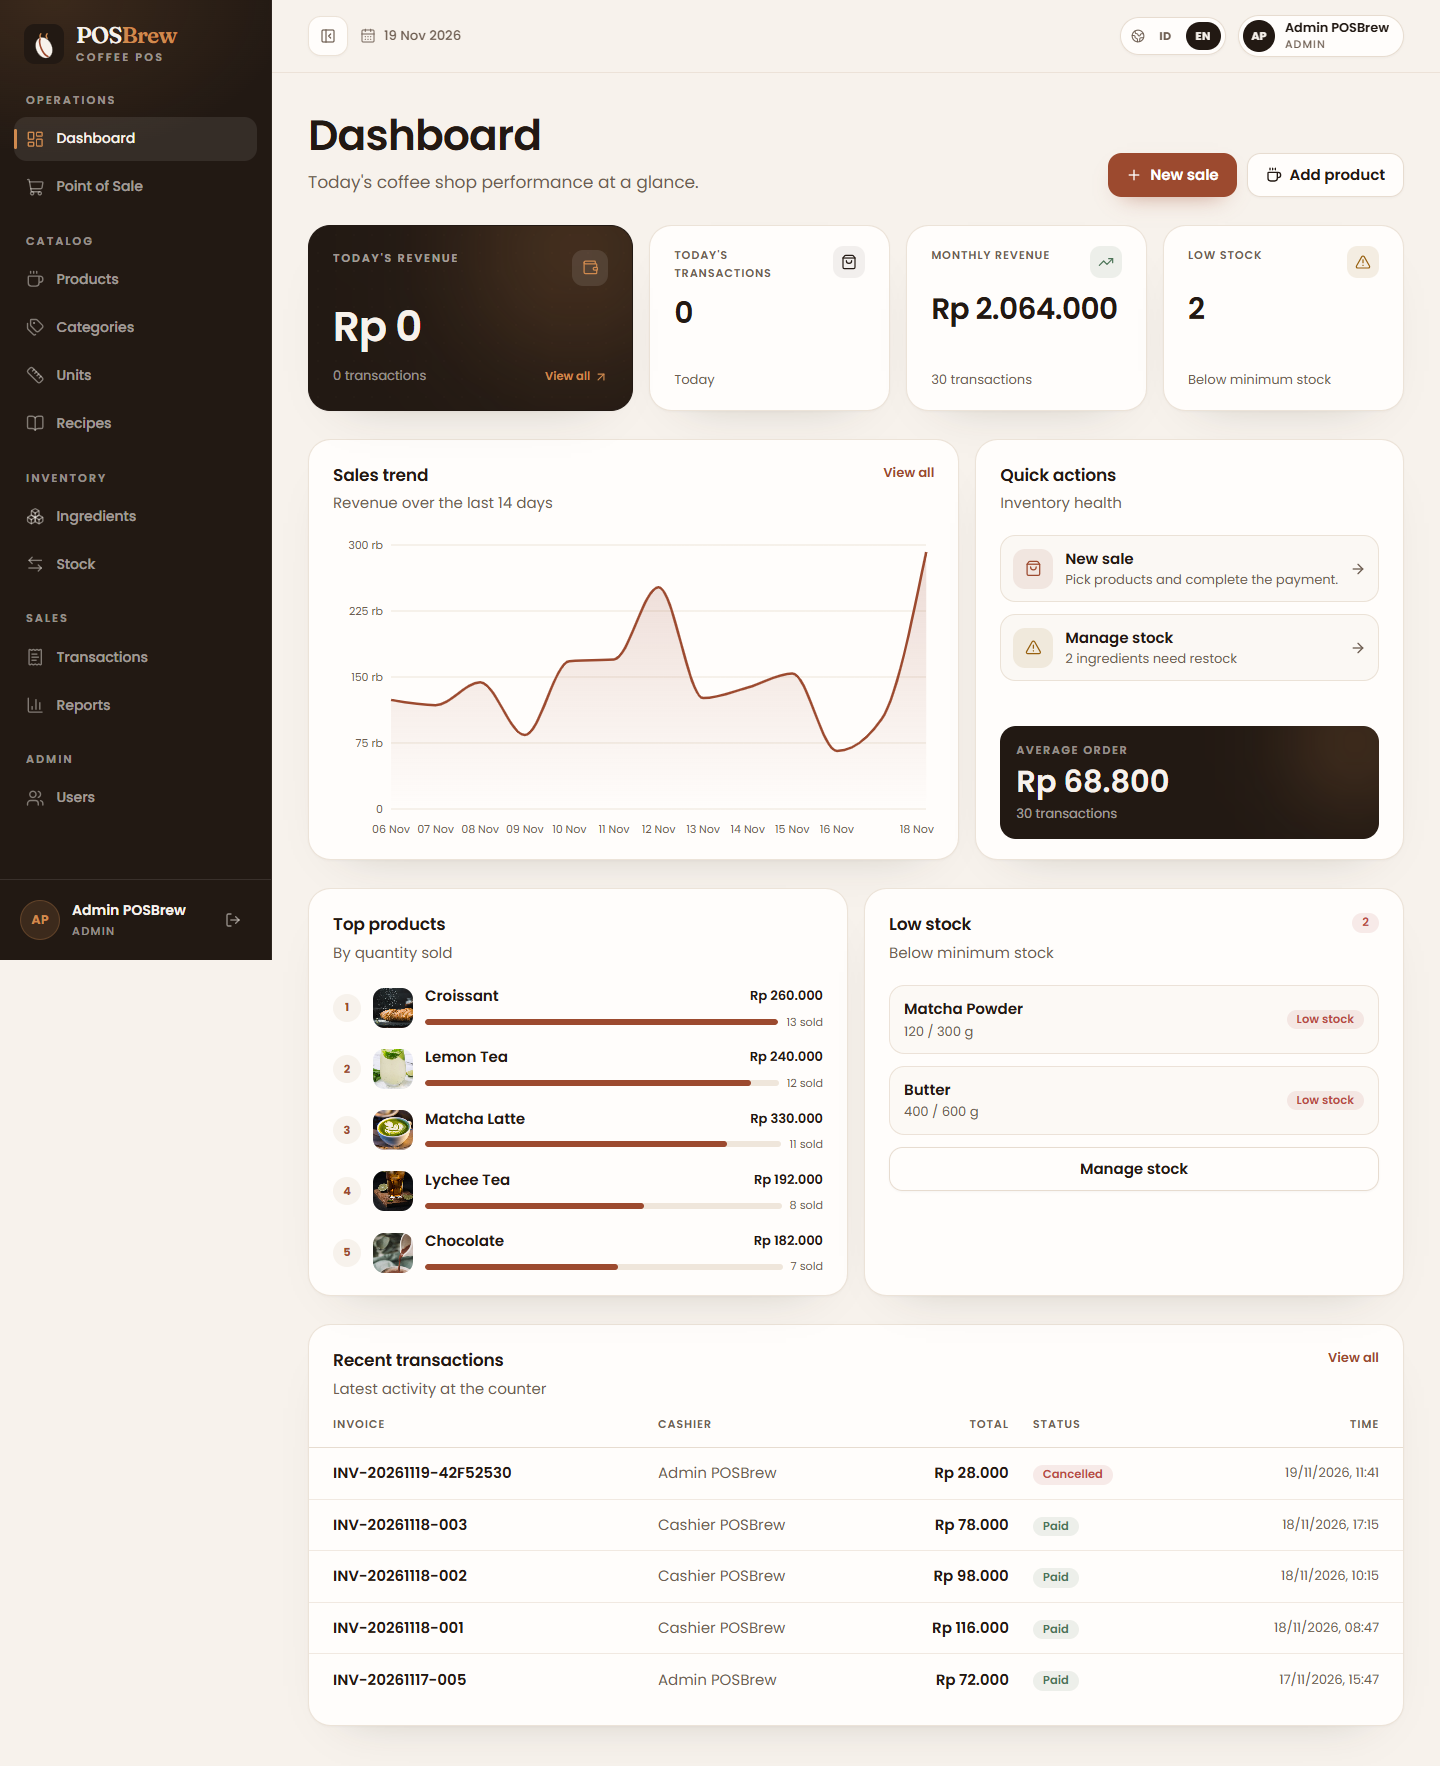 POSBrew
COFFEE POS
OPERATIONS
Dashboard
Point of Sale
CATALOG
Products
Categories
Units
Recipes
INVENTORY
Ingredients
Stock
SALES
Transactions
Reports
ADMIN
Users
AP
Admin POSBrew
ADMIN
19 Nov 2026
ID
EN
AP
Admin POSBrew
ADMIN
Dashboard
Today's coffee shop performance at a glance.
New sale
Add product
TODAY'S REVENUE
Rp 0
0 transactions
View all
TODAY'S
TRANSACTIONS
0
Today
MONTHLY REVENUE
Rp 2.064.000
30 transactions
LOW STOCK
2
Below minimum stock
Sales trend
View all
Revenue over the last 14 days
300 rb
225 rb
150 rb
75 rb
0
06 Nov 07 Nov 08 Nov 09 Nov 10 Nov 11 Nov 12 Nov 13 Nov 14 Nov 15 Nov 16 Nov 18 Nov
Quick actions
Inventory health
New sale
Pick products and complete the payment.
Manage stock
2 ingredients need restock
AVERAGE ORDER
Rp 68.800
30 transactions
Top products
By quantity sold
1 Croissant Rp 260.000
13 sold
2 Lemon Tea Rp 240.000
12 sold
3 Matcha Latte Rp 330.000
11 sold
4 Lychee Tea Rp 192.000
8 sold
5 Chocolate Rp 182.000
7 sold
Low stock
2
Below minimum stock
Matcha Powder
120 / 300 g
Low stock
Butter
400 / 600 g
Low stock
Manage stock
Recent transactions
View all
Latest activity at the counter
INVOICE CASHIER TOTAL STATUS TIME
INV-20261119-42F52530 Admin POSBrew Rp 28.000 Cancelled 19/11/2026, 11:41
INV-20261118-003 Cashier POSBrew Rp 78.000 Paid 18/11/2026, 17:15
INV-20261118-002 Cashier POSBrew Rp 98.000 Paid 18/11/2026, 10:15
INV-20261118-001 Cashier POSBrew Rp 116.000 Paid 18/11/2026, 08:47
INV-20261117-005 Admin POSBrew Rp 72.000 Paid 17/11/2026, 15:47